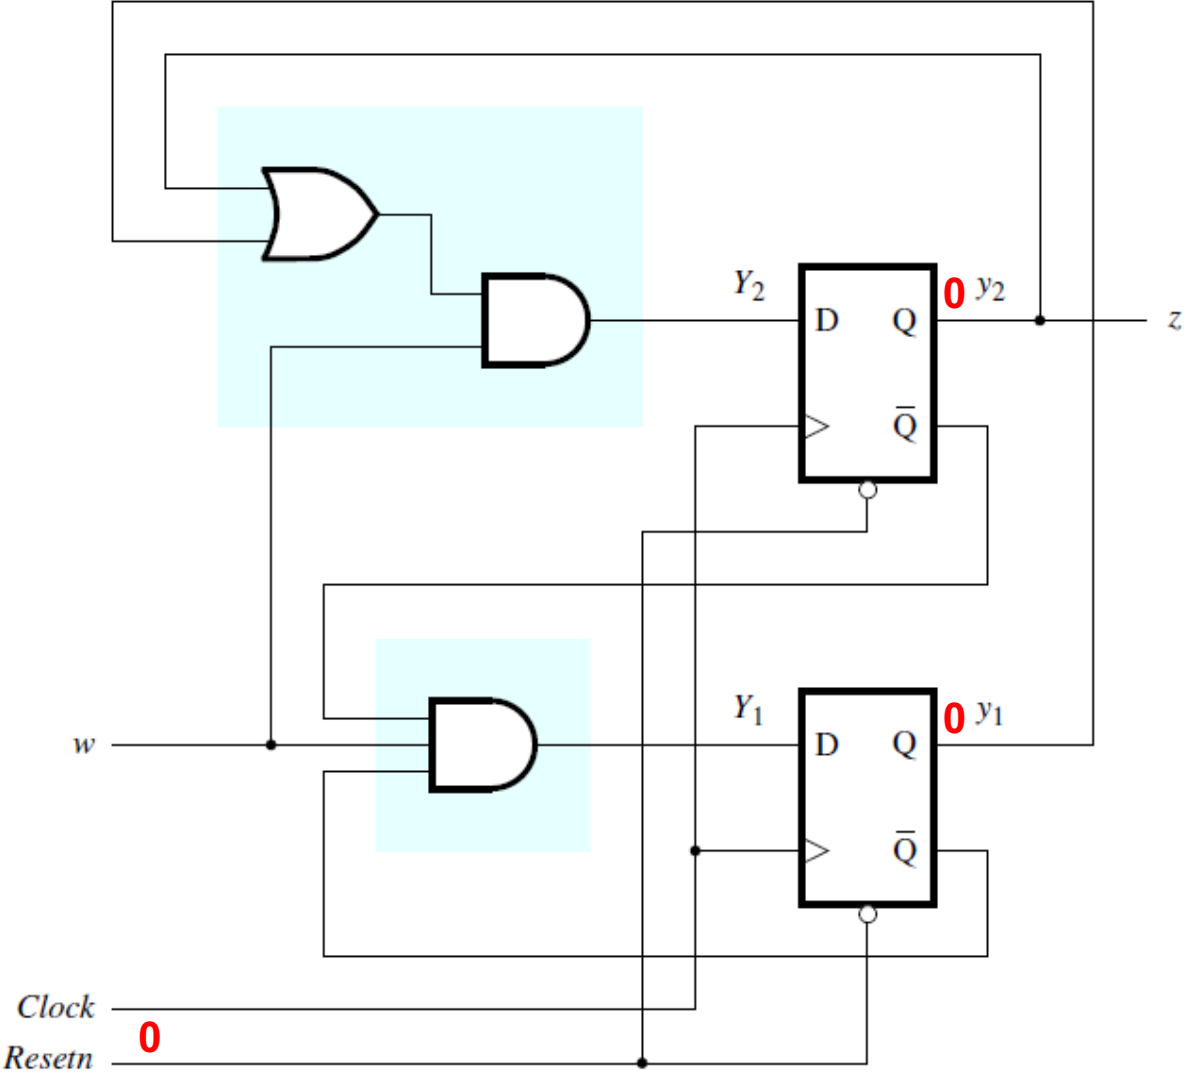 Y₂
0 y₂
D Q
z
Q̅
Y₁
0 y₁
w
D Q
Q̅
Clock
0
Resetn